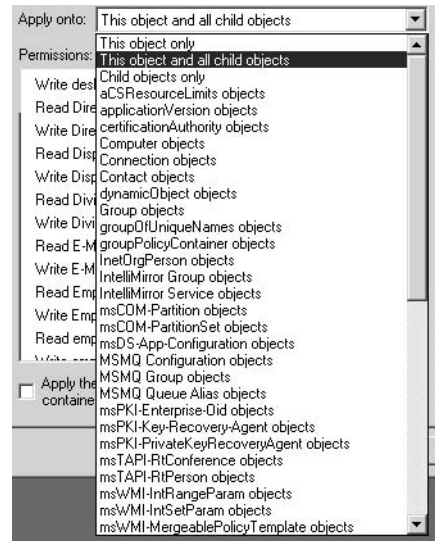 Apply onto: This object and all child objects
This object only
Permissions: This object and all child objects
Child objects only
Write des aCSResourceLimits objects
Read Dire applicationVersion objects
Write Dire certificationAuthority objects
Computer objects
Read Disp Connection objects
Write Disp Contact objects
Read Divi dynamicObject objects
Group objects
Write Divi groupOfUniqueNames objects
Read E-M groupPolicyContainer objects
Write E-M InetOrgPerson objects
IntelliMirror Group objects
Read Emp IntelliMirror Service objects
Write Emp msCOM-Partition objects
msCOM-PartitionSet objects
Read emp msDS-App-Configuration objects
MSMQ Configuration objects
Apply the MSMQ Group objects
containe MSMQ Queue Alias objects
msPKI-Enterprise-Oid objects
msPKI-Key-Recovery-Agent objects
msPKI-PrivateKeyRecoveryAgent objects
msTAPI-RtConference objects
msTAPI-RtPerson objects
msWMI-IntRangeParam objects
msWMI-IntSetParam objects
msWMI-MergeablePolicyTemplate objects